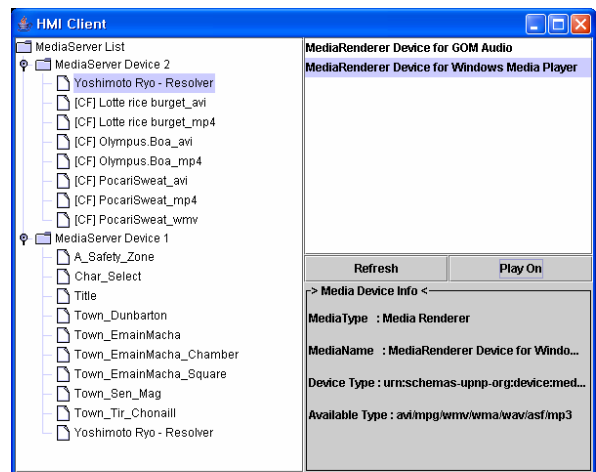 HMI Client
MediaServer List
MediaServer Device 2
Yoshimoto Ryo - Resolver
[CF] Lotte rice burget_avi
[CF] Lotte rice burget_mp4
[CF] Olympus.Boa_avi
[CF] Olympus.Boa_mp4
[CF] PocariSweat_avi
[CF] PocariSweat_mp4
[CF] PocariSweat_wmv
MediaServer Device 1
A_Safety_Zone
Char_Select
Title
Town_Dunbarton
Town_EmainMacha
Town_EmainMacha_Chamber
Town_EmainMacha_Square
Town_Sen_Mag
Town_Tir_Chonaill
Yoshimoto Ryo - Resolver
MediaRenderer Device for GOM Audio
MediaRenderer Device for Windows Media Player
Refresh Play On
-> Media Device Info <-
MediaType : Media Renderer
MediaName : MediaRenderer Device for Windo...
Device Type : urn:schemas-upnp-org:device:med...
Available Type : avi/mpg/wmv/wma/wav/asf/mp3